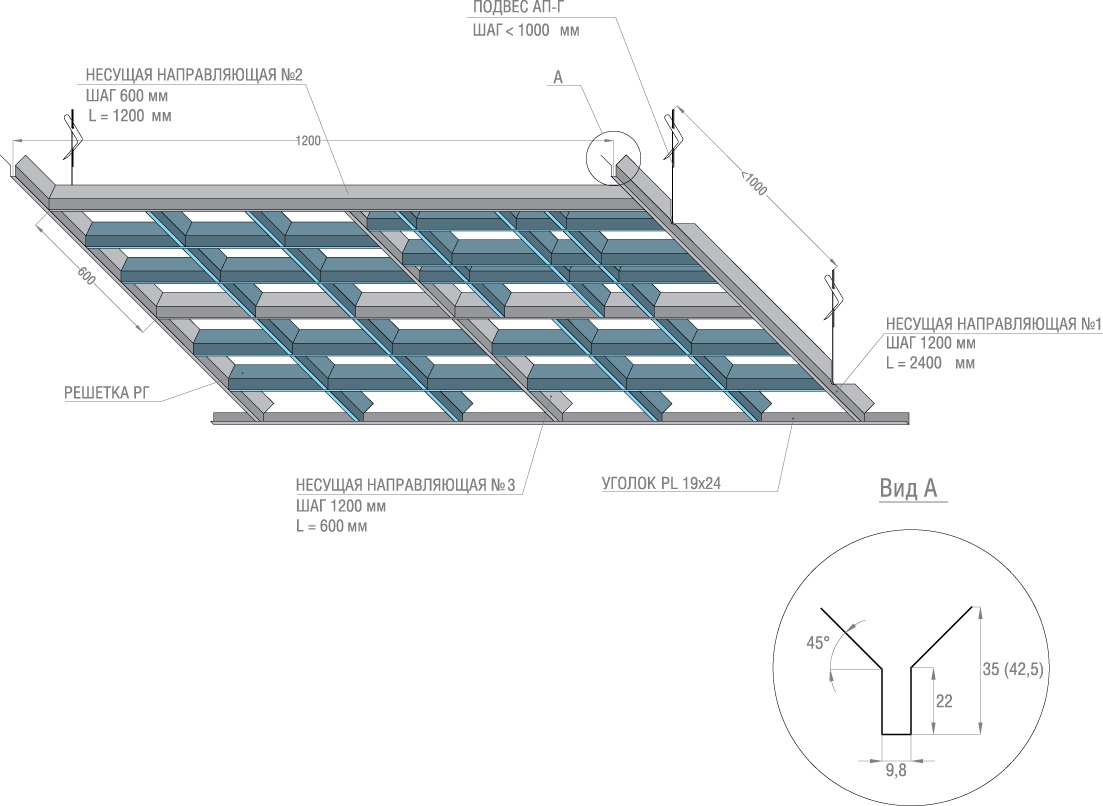 ПОДВЕС АП-Г
ШАГ < 1000 мм
НЕСУЩАЯ НАПРАВЛЯЮЩАЯ №2
ШАГ 600 мм
L = 1200 мм
А
1200
<1000
600
НЕСУЩАЯ НАПРАВЛЯЮЩАЯ №1
ШАГ 1200 мм
L = 2400 мм
РЕШЕТКА РГ
НЕСУЩАЯ НАПРАВЛЯЮЩАЯ №3
ШАГ 1200 мм
L = 600 мм
УГОЛОК PL 19x24
Вид А
45°
35 (42,5)
22
9,8